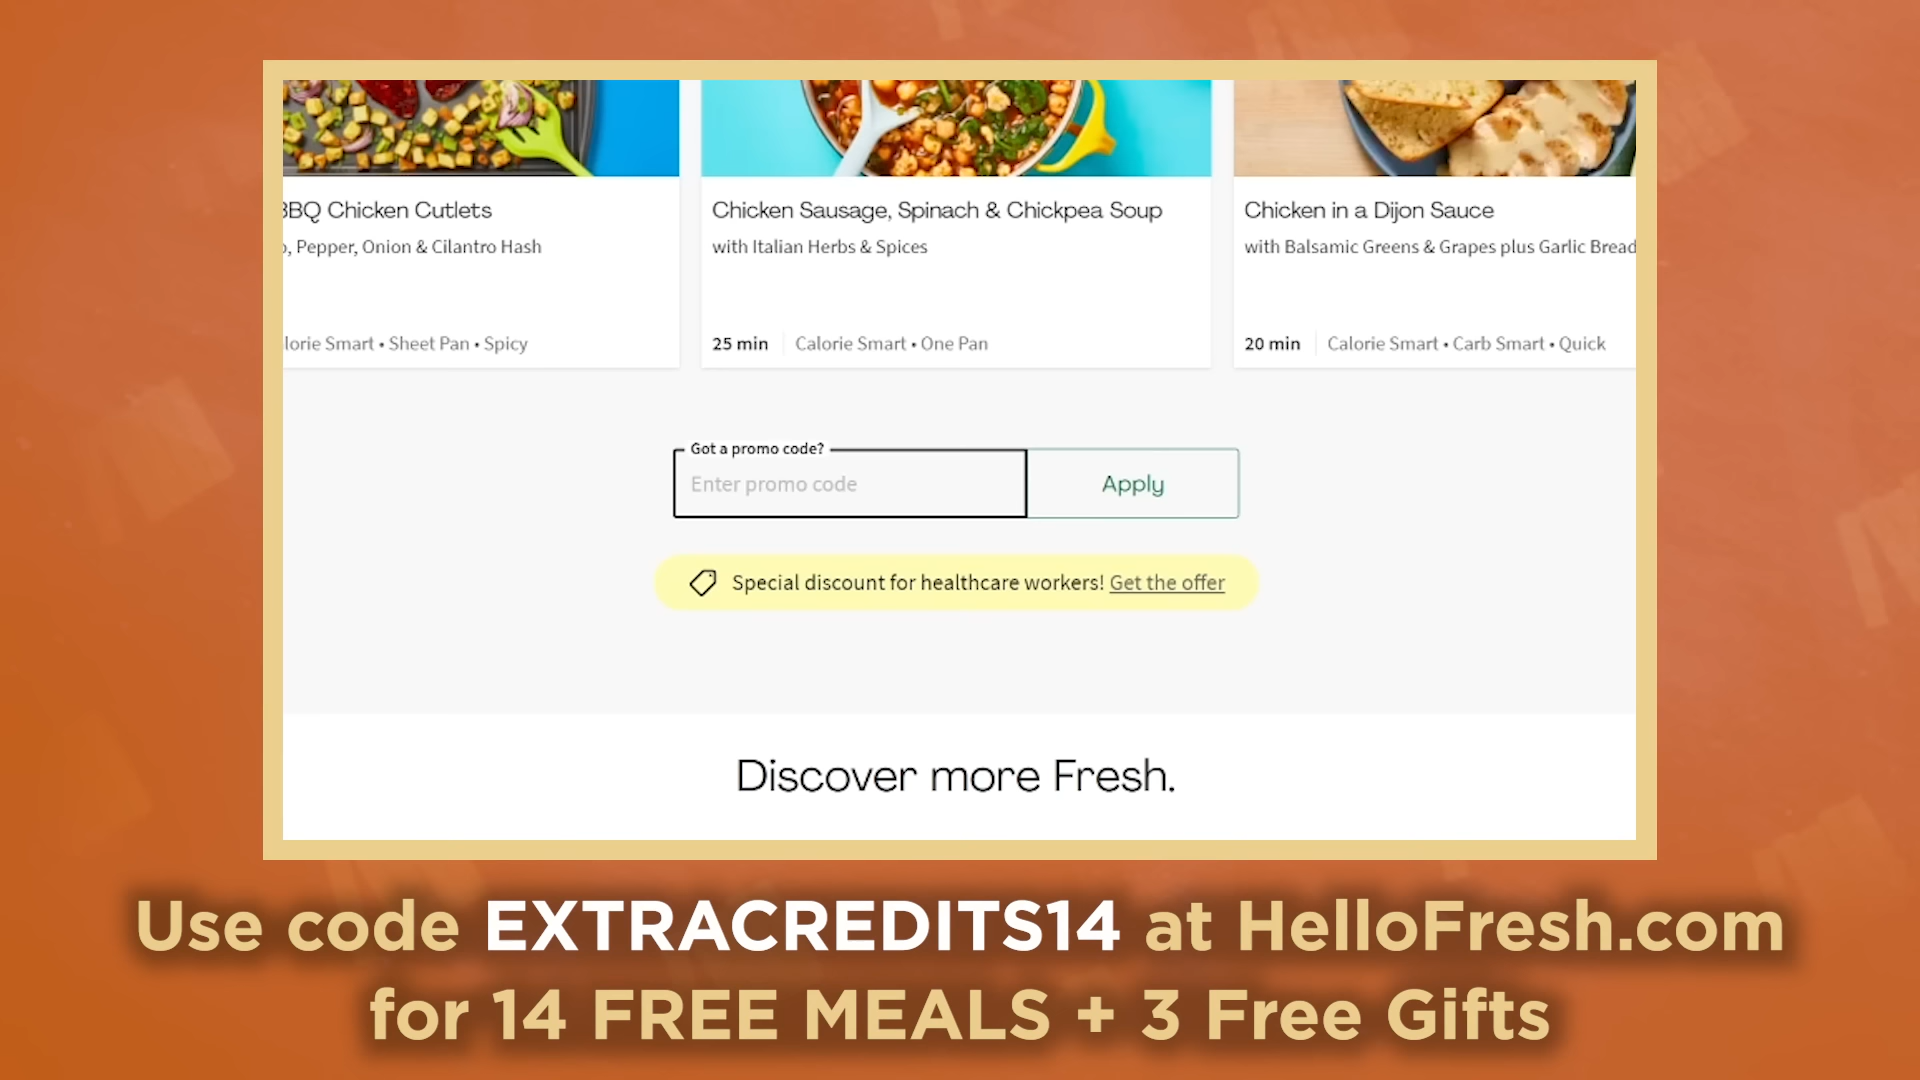 BBQ Chicken Cutlets
, Pepper, Onion & Cilantro Hash
Smart • Sheet Pan • Spicy
Chicken Sausage, Spinach & Chickpea Soup
with Italian Herbs & Spices
25 min Calorie Smart • One Pan
Chicken in a Dijon Sauce
with Balsamic Greens & Grapes plus Garlic Bread
20 min Calorie Smart • Carb Smart • Quick
Got a promo code?
Enter promo code
Apply
Special discount for healthcare workers! Get the offer
Discover more Fresh.
Use code EXTRACREDITS14 at HelloFresh.com
for 14 FREE MEALS + 3 Free Gifts